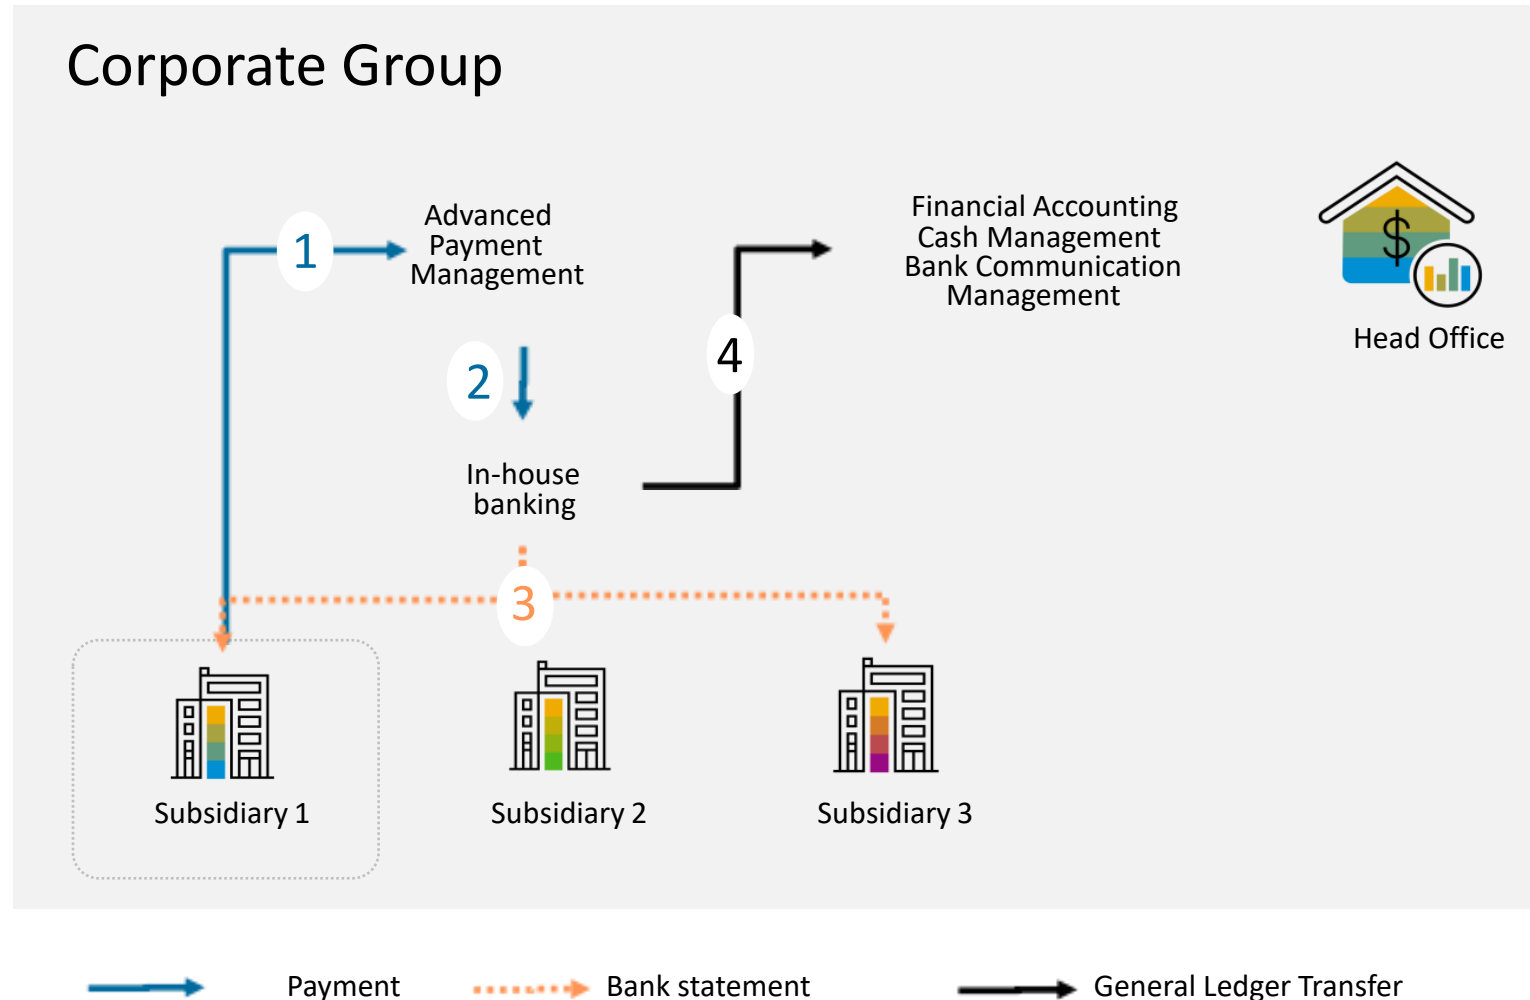 Corporate Group
1
Advanced
Payment
Management
Financial Accounting
Cash Management
Bank Communication
Management
$
Head Office
2
4
In-house
banking
3
Subsidiary 1
Subsidiary 2
Subsidiary 3
Payment
Bank statement
General Ledger Transfer